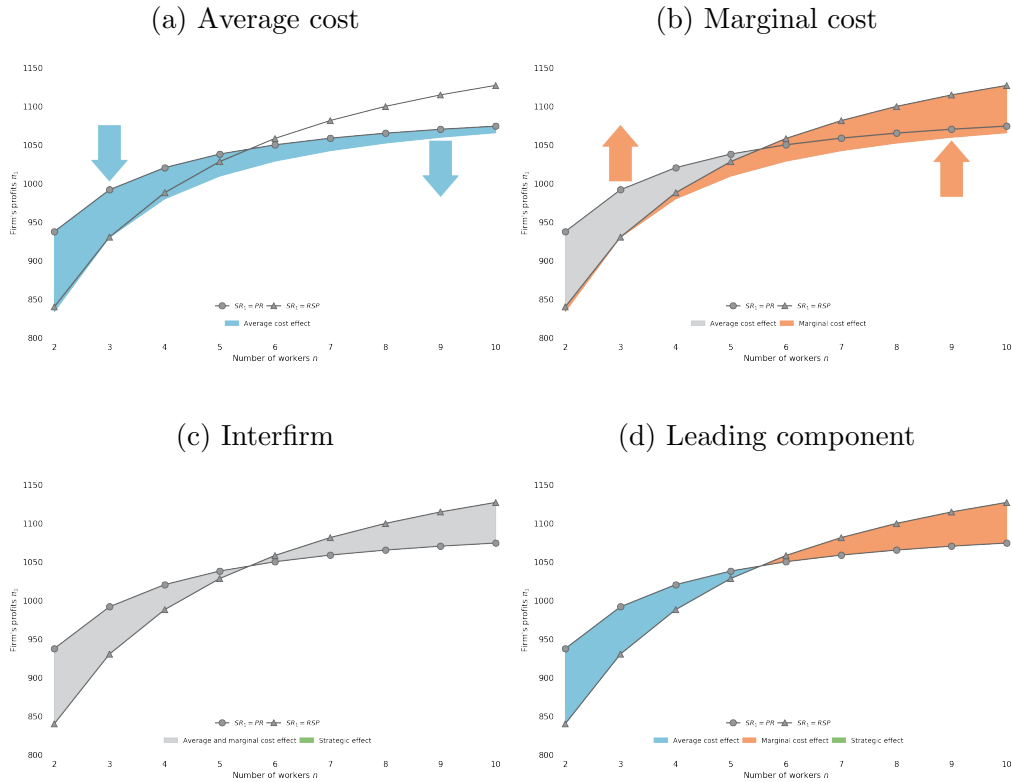 (a) Average cost
1150
1100
1050
1000
950
900
850
800
Firm's profits π₁
SR₁ = PR SR₁ = RSP
Average cost effect
2 3 4 5 6 7 8 9 10
Number of workers n
(b) Marginal cost
1150
1100
1050
1000
950
900
850
800
Firm's profits π₁
SR₁ = PR SR₁ = RSP
Average cost effect Marginal cost effect
2 3 4 5 6 7 8 9 10
Number of workers n
(c) Interfirm
1150
1100
1050
1000
950
900
850
800
Firm's profits π₁
SR₁ = PR SR₁ = RSP
Average and marginal cost effect Strategic effect
2 3 4 5 6 7 8 9 10
Number of workers n
(d) Leading component
1150
1100
1050
1000
950
900
850
800
Firm's profits π₁
SR₁ = PR SR₁ = RSP
Average cost effect Marginal cost effect Strategic effect
2 3 4 5 6 7 8 9 10
Number of workers n